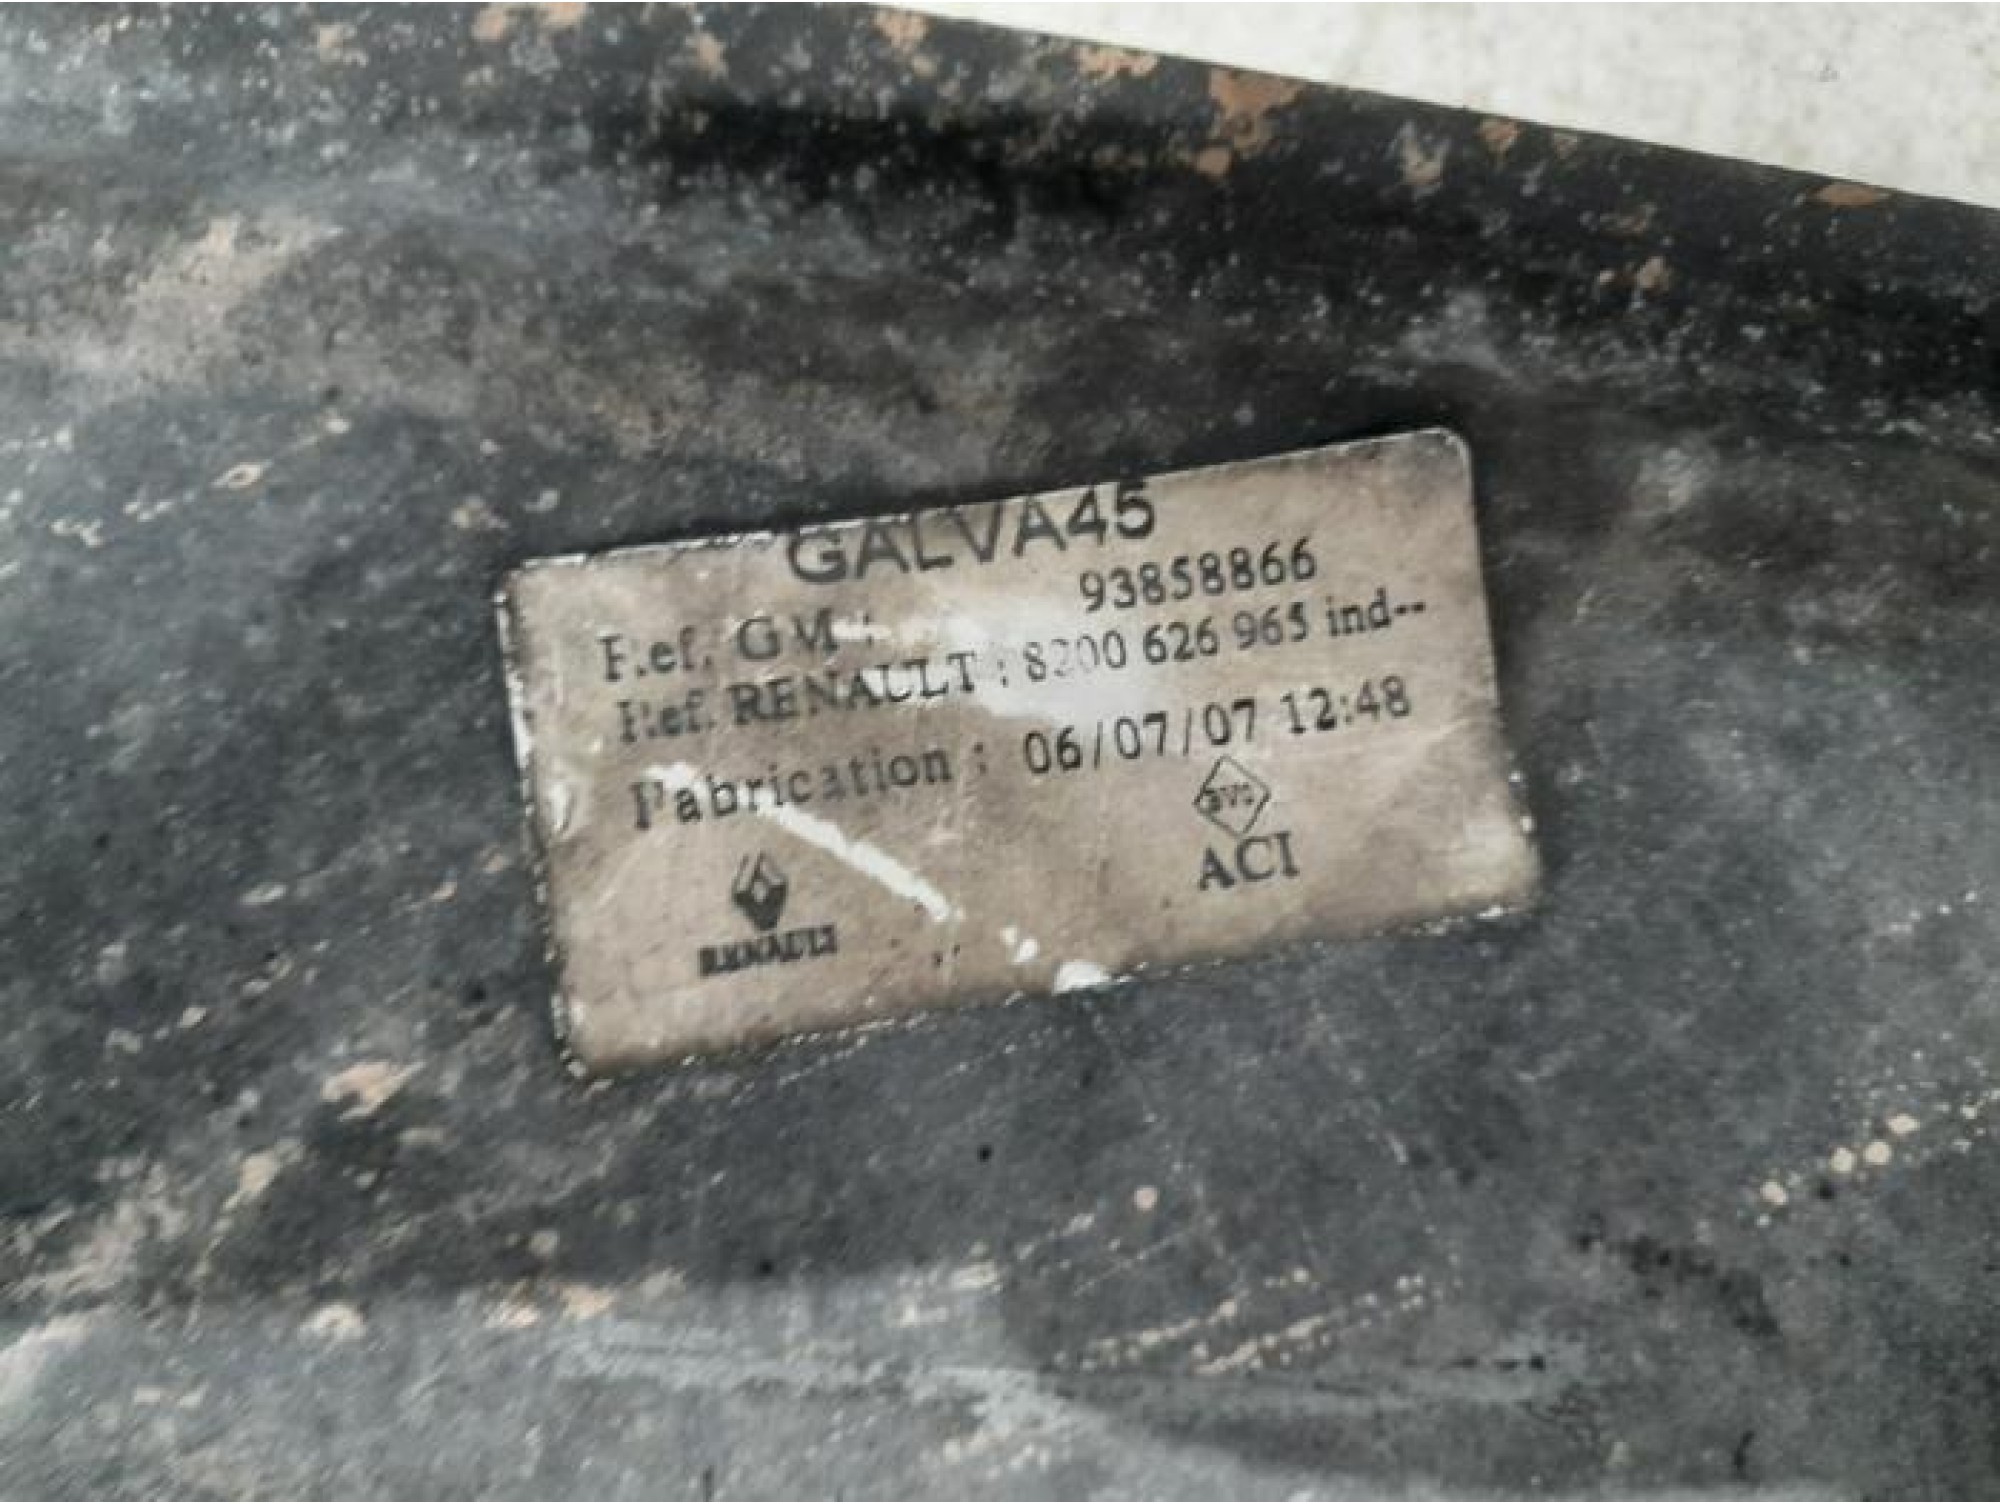 GALVA45
Ref. GM : 93858866
Ref. RENAULT : 8200 626 965 ind--
Fabrication : 06/07/07 12:48
ACI
RENAULT